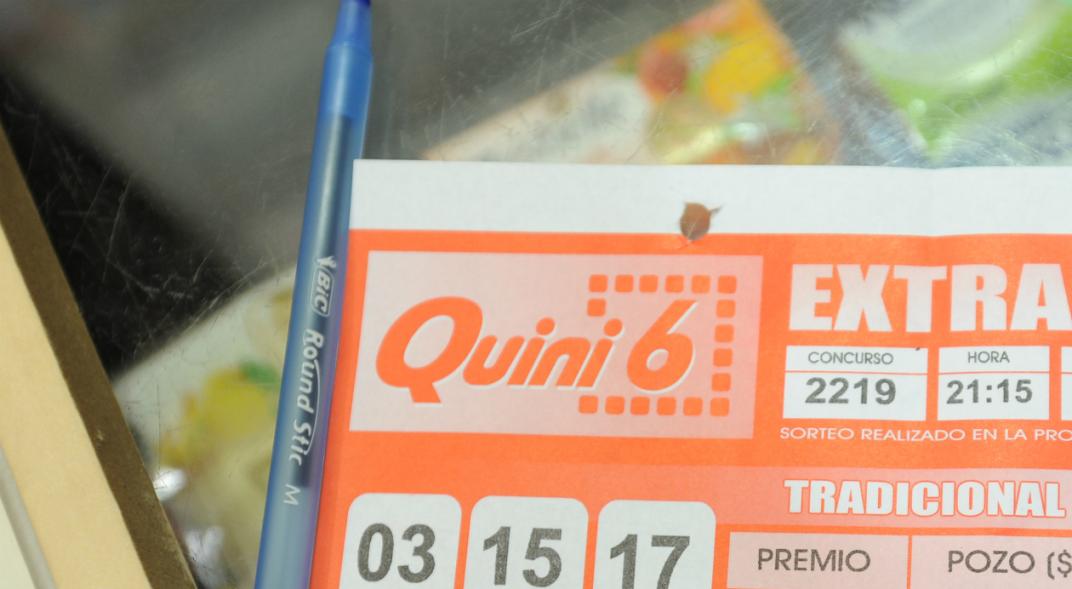 BIC Round Stic M
Quini 6
EXTRA
CONCURSO
2219
HORA
21:15
SORTEO REALIZADO EN LA PRO
TRADICIONAL
03 15 17
PREMIO
POZO ($